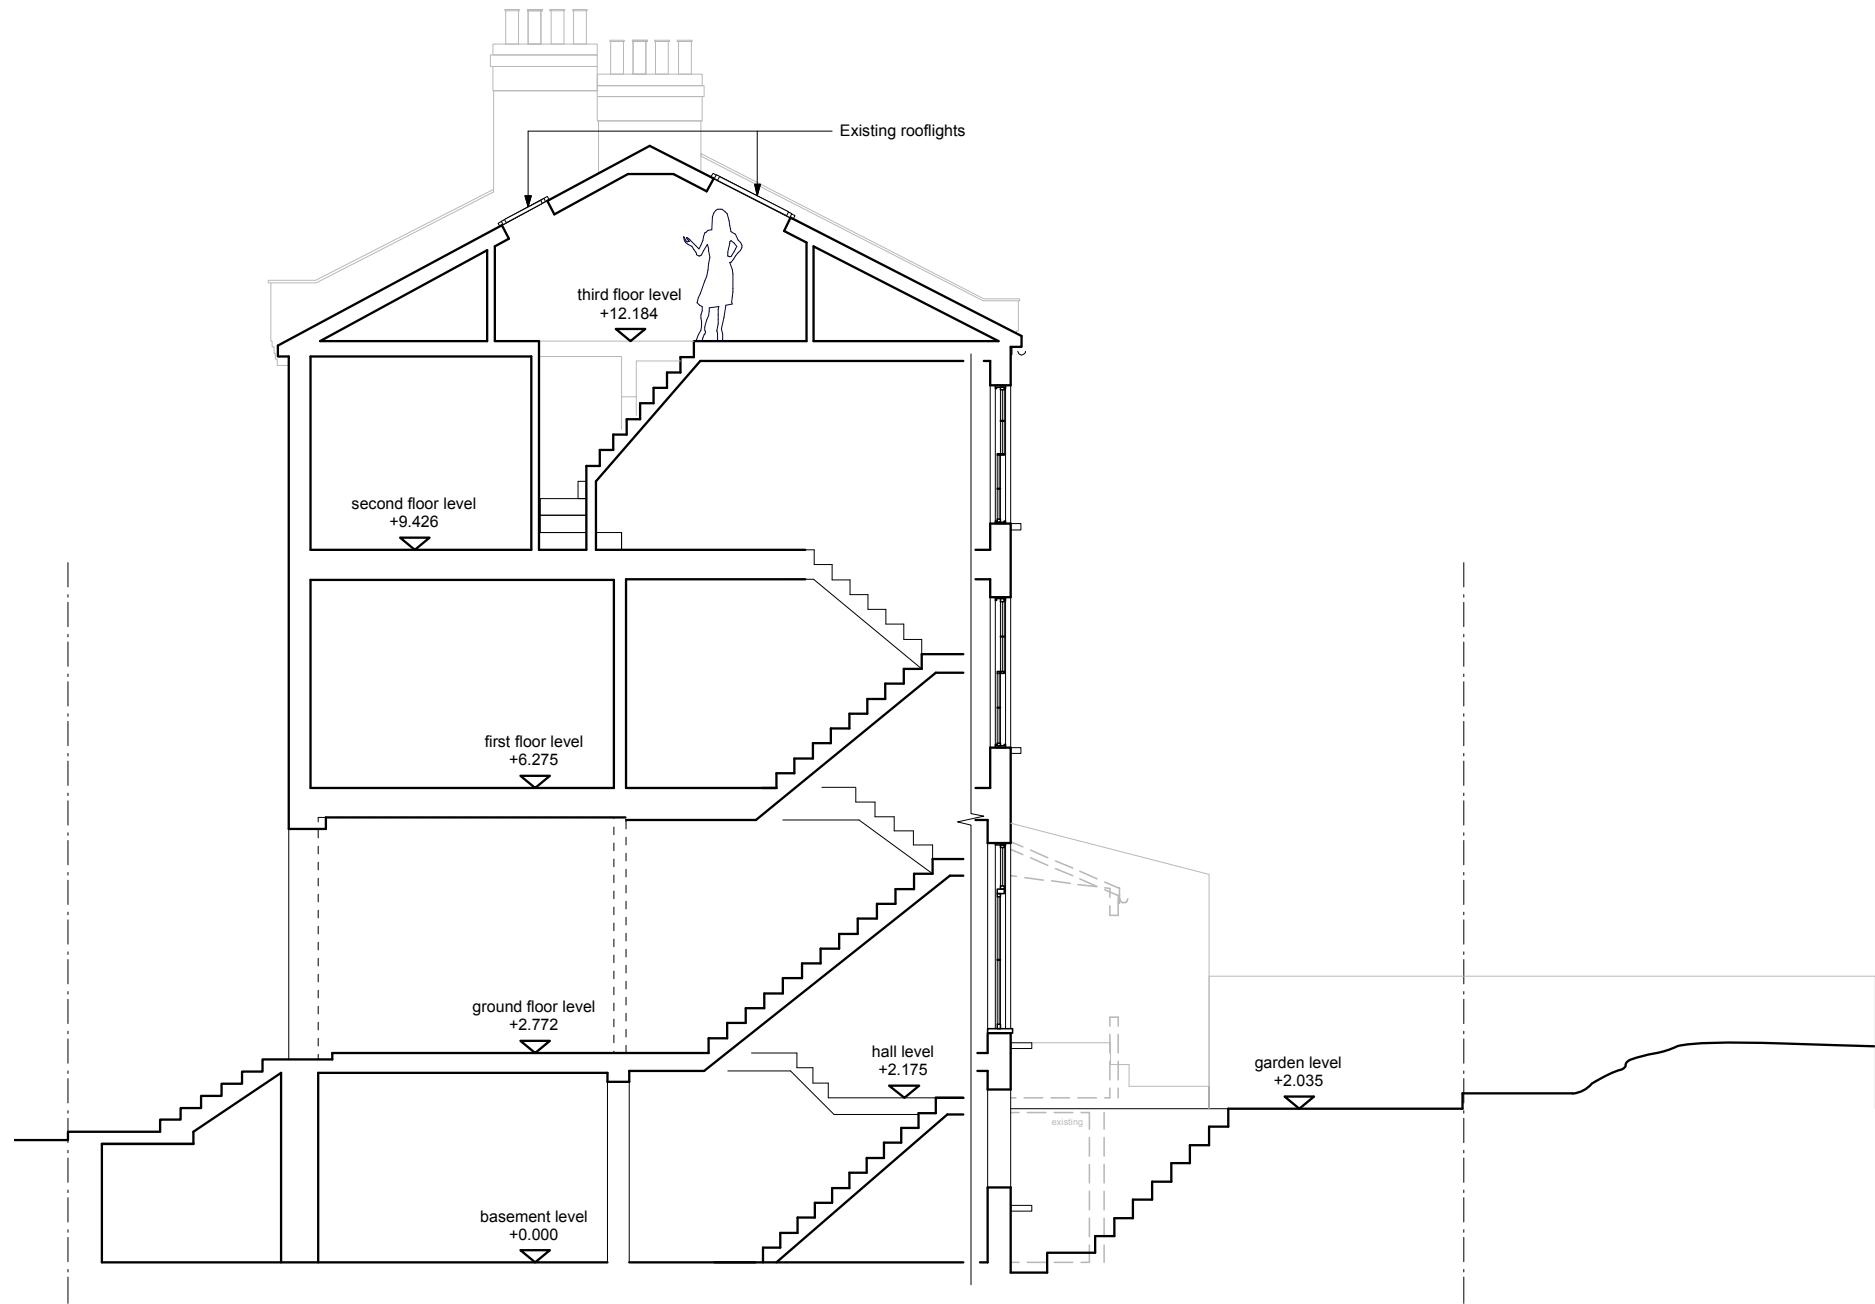 Existing rooflights
third floor level
+12.184
second floor level
+9.426
first floor level
+6.275
ground floor level
+2.772
hall level
+2.175
garden level
+2.035
existing
basement level
+0.000